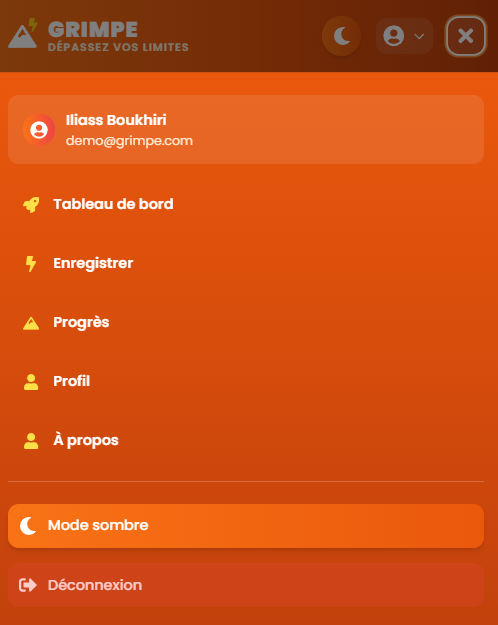 GRIMPE
DÉPASSEZ VOS LIMITES
Iliass Boukhiri
demo@grimpe.com
Tableau de bord
Enregistrer
Progrès
Profil
À propos
Mode sombre
Déconnexion